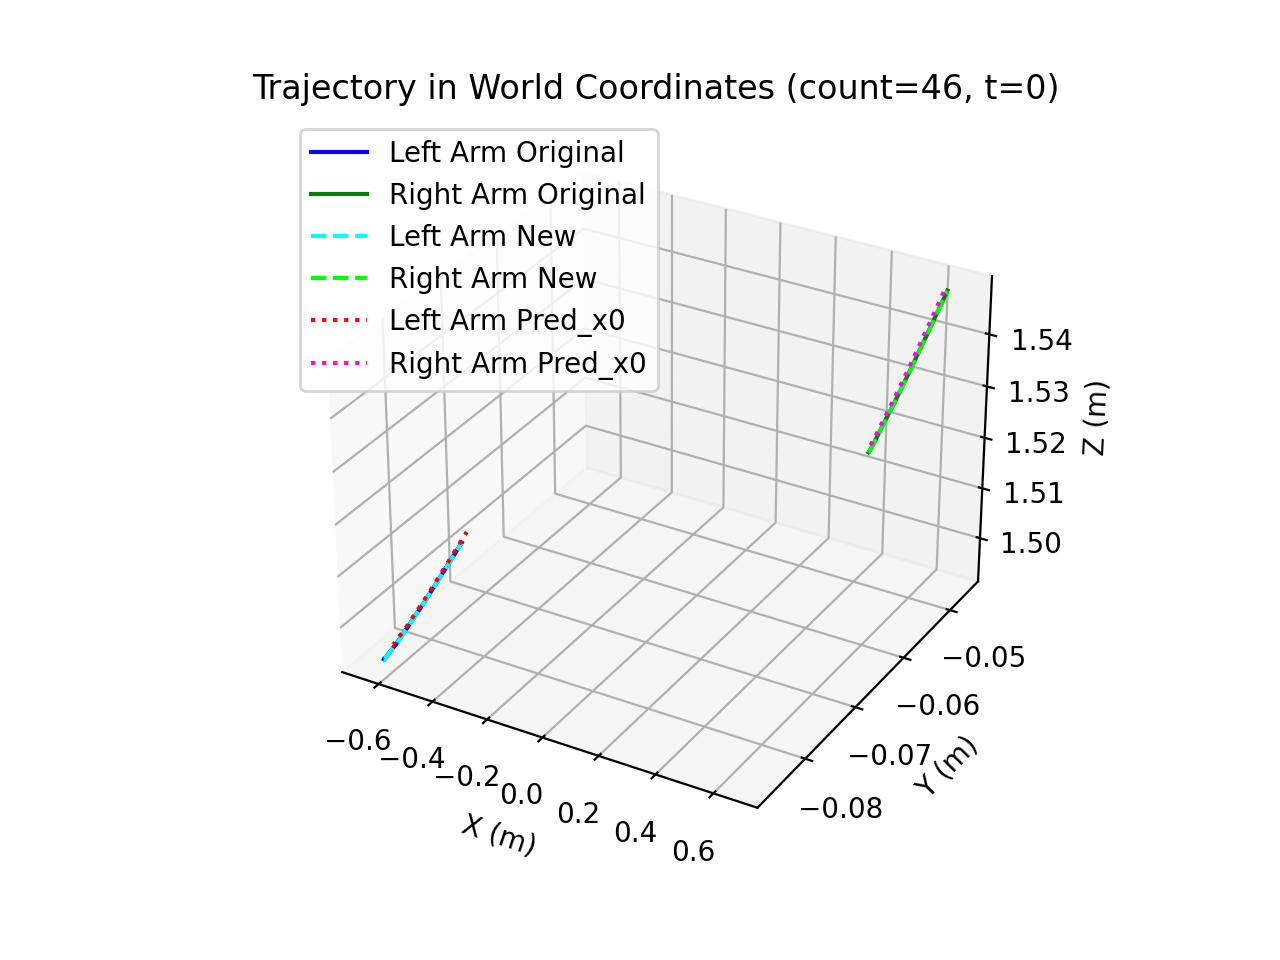 Trajectory in World Coordinates (count=46, t=0)
Left Arm Original
Right Arm Original
Left Arm New
Right Arm New
Left Arm Pred_x0
Right Arm Pred_x0
1.54
1.53
1.52
1.51
1.50
Z (m)
−0.05
−0.06
−0.07
−0.08
Y (m)
−0.6
−0.4
−0.2
0.0
0.2
0.4
0.6
X (m)